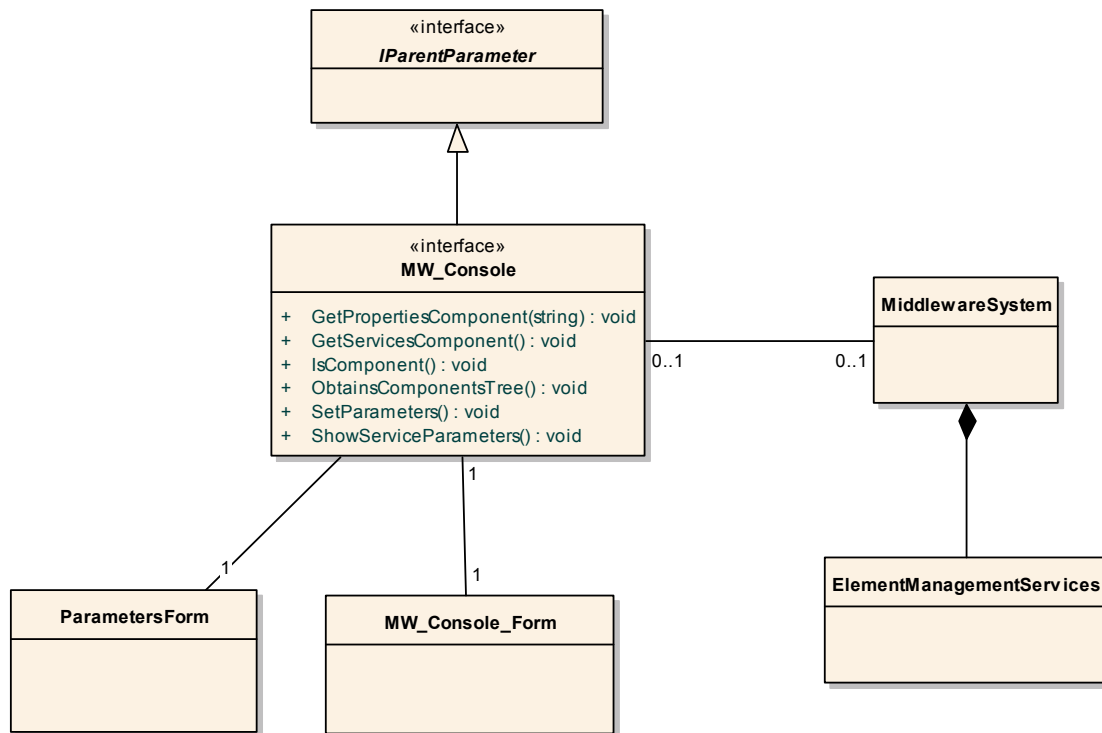 «interface»
IParentParameter
«interface»
MW_Console
+ GetPropertiesComponent(string) : void
+ GetServicesComponent() : void
+ IsComponent() : void
+ ObtainsComponentsTree() : void
+ SetParameters() : void
+ ShowServiceParameters() : void
MiddlewareSystem
0..1
0..1
1
1
1
ElementManagementServices
ParametersForm
MW_Console_Form